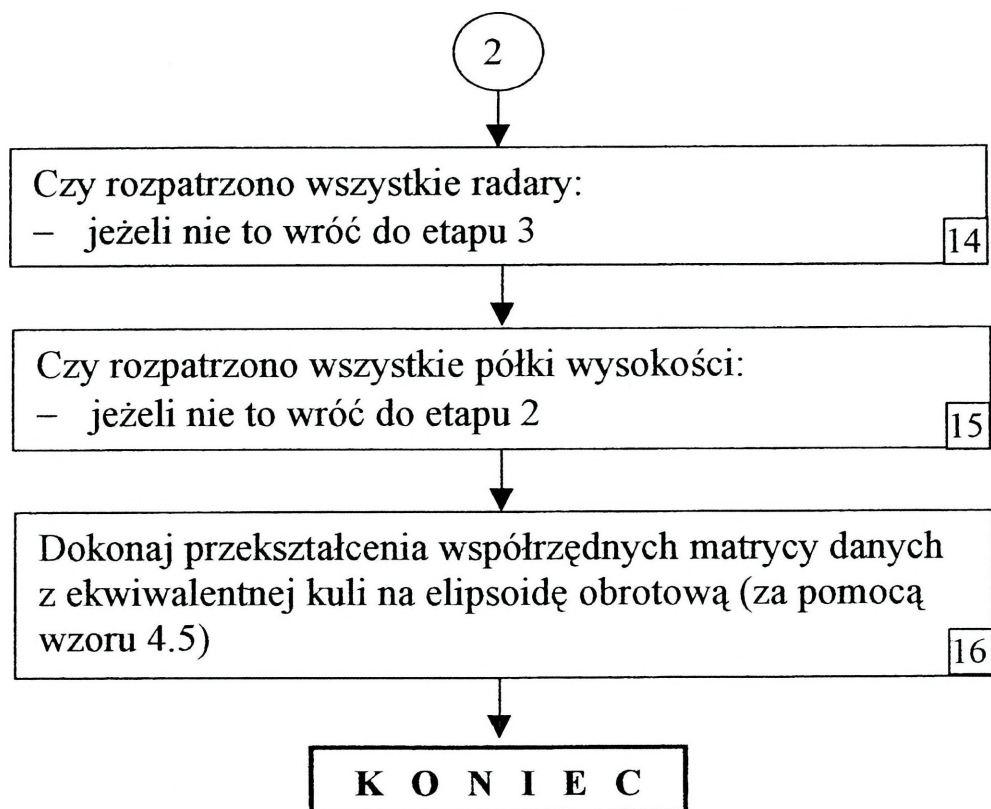 2
Czy rozpatrzono wszystkie radary:
– jeżeli nie to wróć do etapu 3
14
Czy rozpatrzono wszystkie półki wysokości:
– jeżeli nie to wróć do etapu 2
15
Dokonaj przekształcenia współrzędnych matrycy danych
z ekwiwalentnej kuli na elipsoidę obrotową (za pomocą
wzoru 4.5)
16
K O N I E C